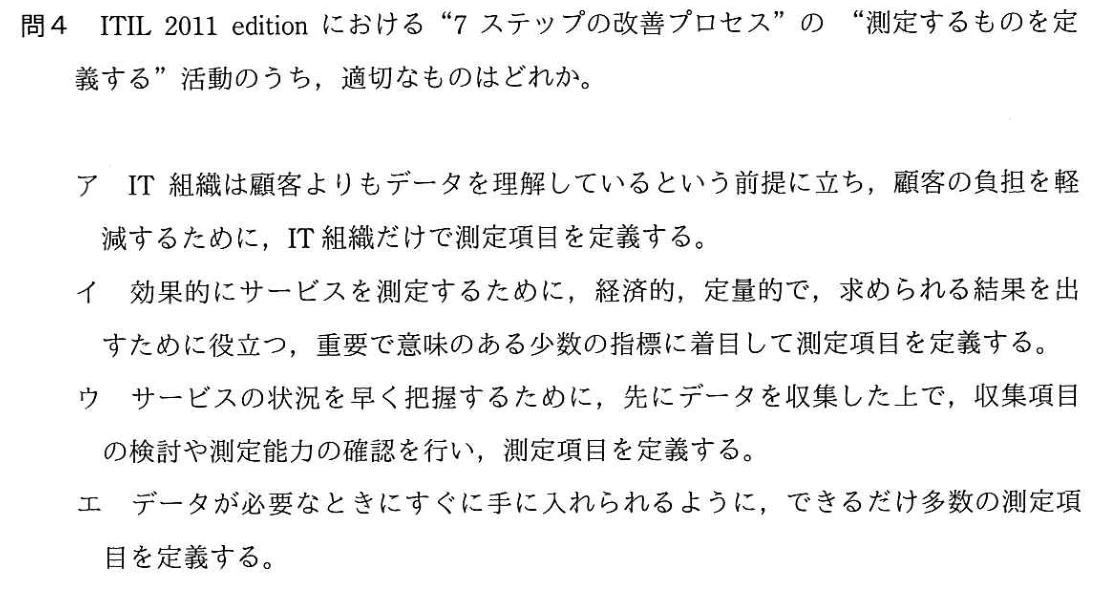 問4 ITIL 2011 edition における“7 ステップの改善プロセス”の “測定するものを定
義する”活動のうち，適切なものはどれか。
ア IT 組織は顧客よりもデータを理解しているという前提に立ち，顧客の負担を軽
減するために，IT 組織だけで測定項目を定義する。
イ 効果的にサービスを測定するために，経済的，定量的で，求められる結果を出
すために役立つ，重要で意味のある少数の指標に着目して測定項目を定義する。
ウ サービスの状況を早く把握するために，先にデータを収集した上で，収集項目
の検討や測定能力の確認を行い，測定項目を定義する。
エ データが必要なときにすぐに手に入れられるように，できるだけ多数の測定項
目を定義する。